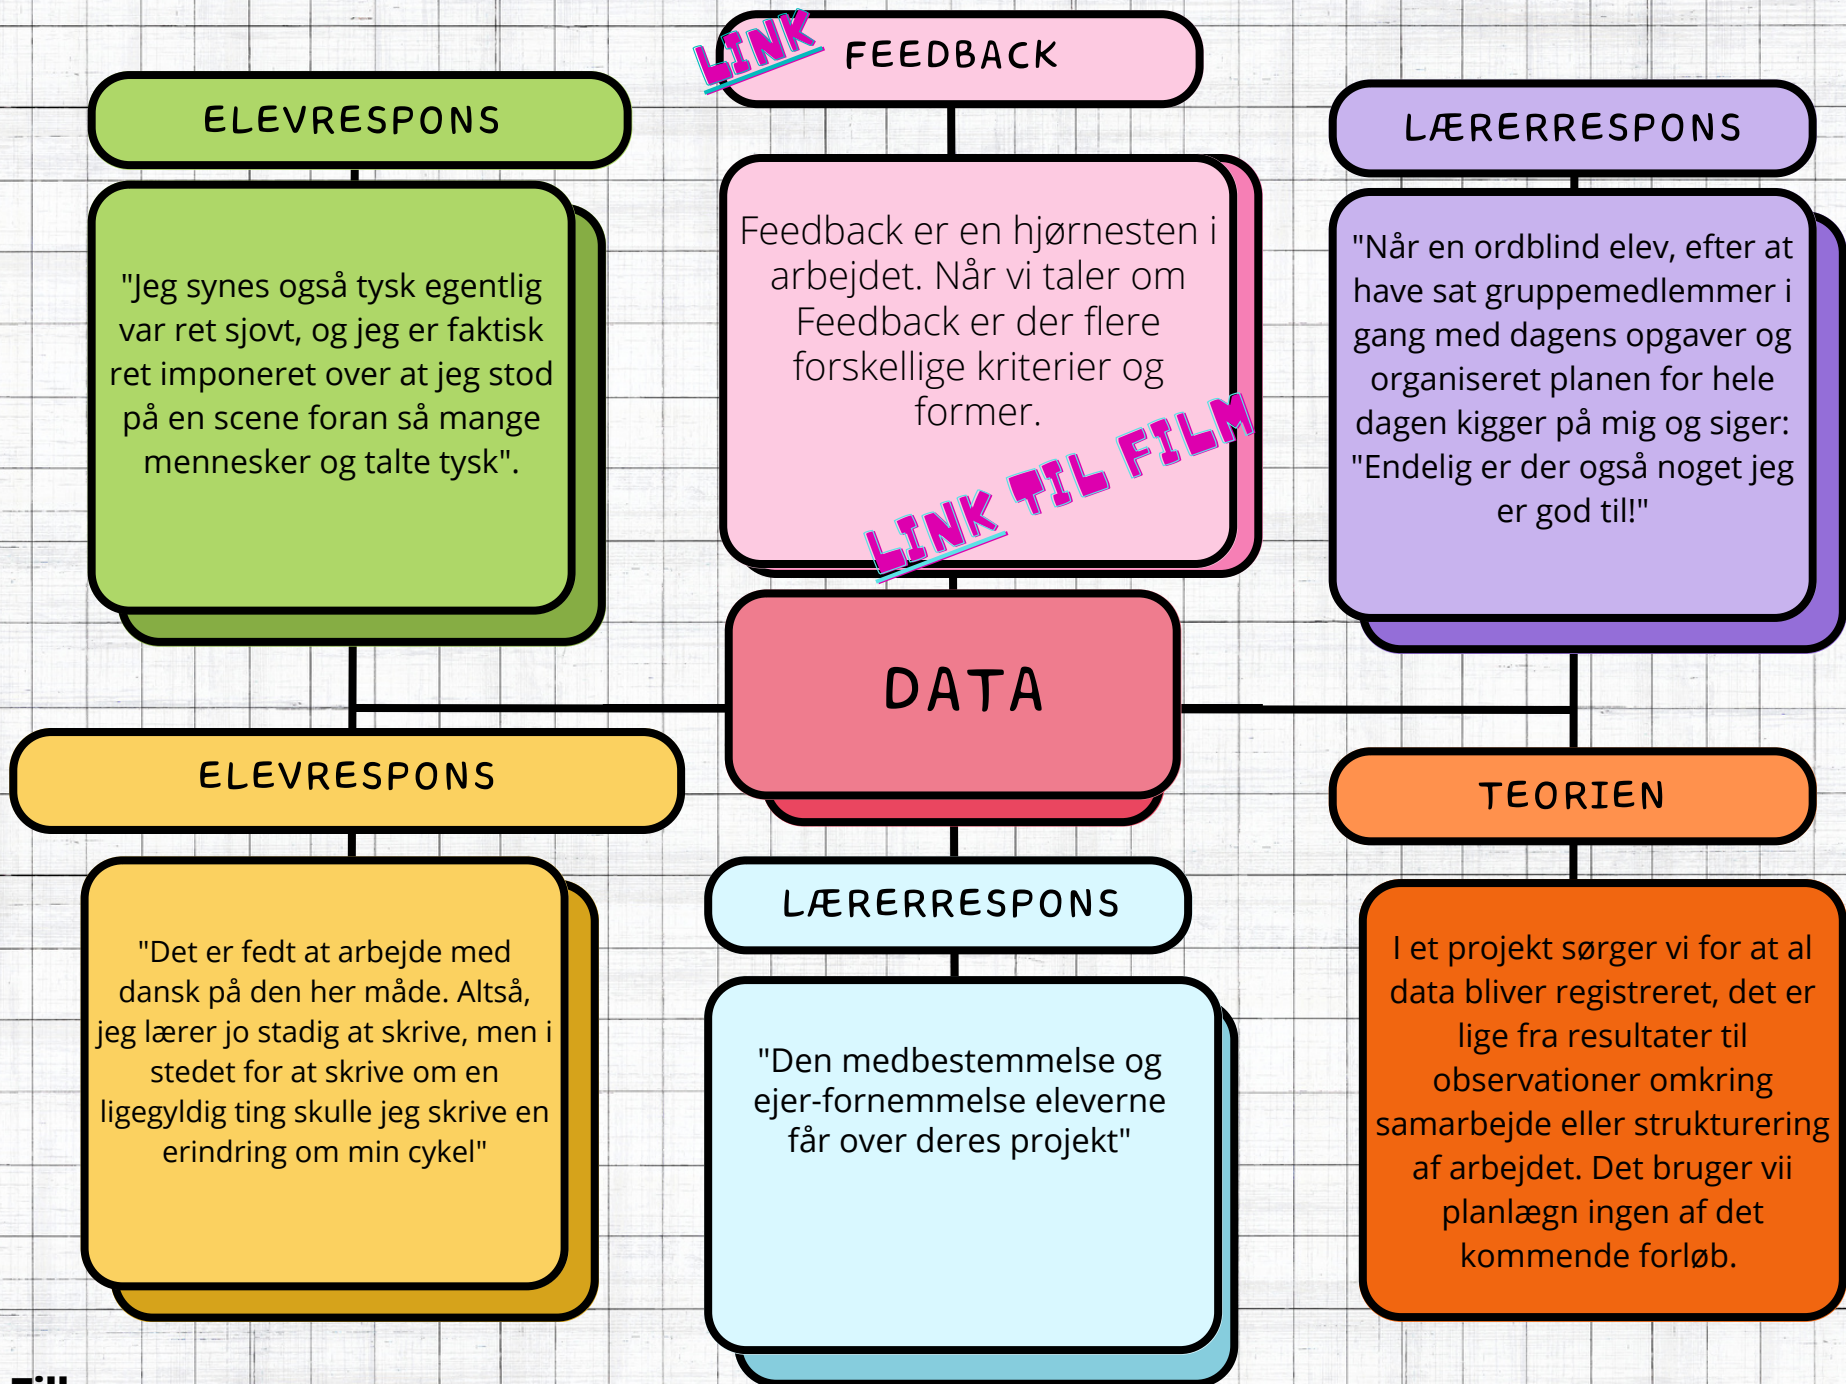 LINK
FEEDBACK
ELEVRESPONS
LÆRERRESPONS
"Jeg synes også tysk egentlig
var ret sjovt, og jeg er faktisk
ret imponeret over at jeg stod
på en scene foran så mange
mennesker og talte tysk".
Feedback er en hjørnesten i
arbejdet. Når vi taler om
Feedback er der flere
forskellige kriterier og
former.
LINK TIL FILM
"Når en ordblind elev, efter at
have sat gruppemedlemmer i
gang med dagens opgaver og
organiseret planen for hele
dagen kigger på mig og siger:
"Endelig er der også noget jeg
er god til!"
DATA
ELEVRESPONS
"Det er fedt at arbejde med
dansk på den her måde. Altså,
jeg lærer jo stadig at skrive, men i
stedet for at skrive om en
ligegyldig ting skulle jeg skrive en
erindring om min cykel"
LÆRERRESPONS
"Den medbestemmelse og
ejer-fornemmelse eleverne
får over deres projekt"
TEORIEN
I et projekt sørger vi for at al
data bliver registreret, det er
lige fra resultater til
observationer omkring
samarbejde eller strukturering
af arbejdet. Det bruger vii
planlægn ingen af det
kommende forløb.